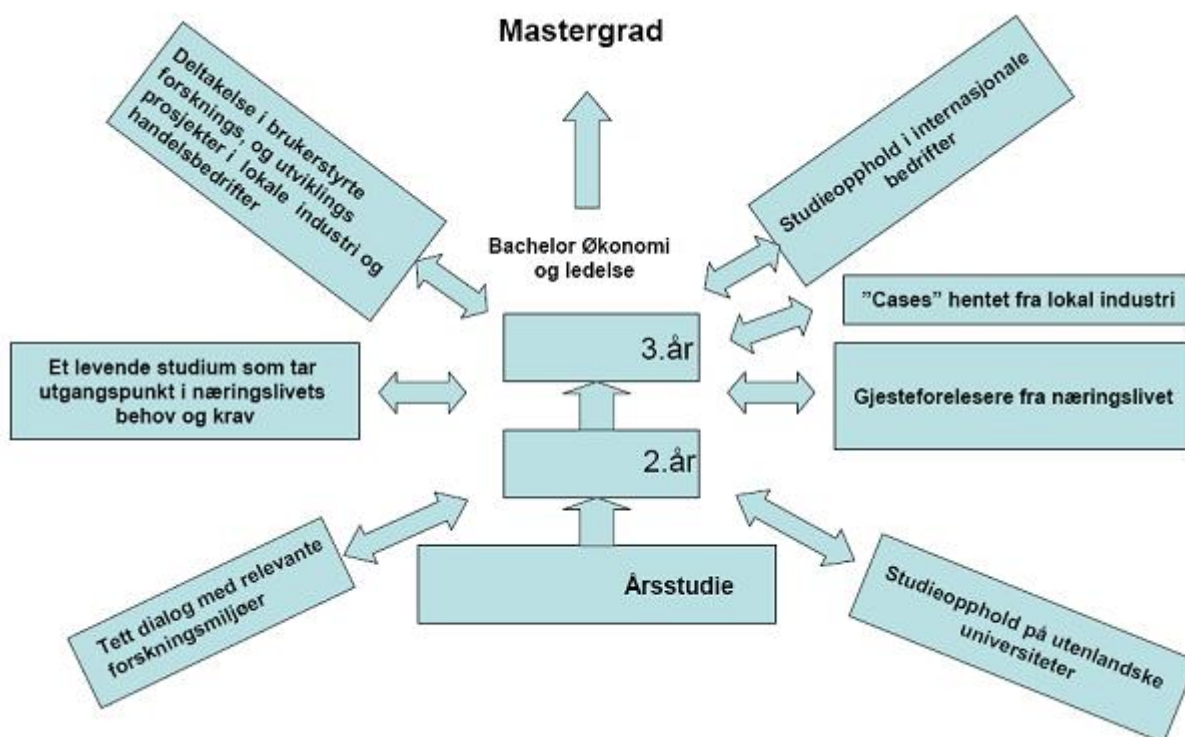 Mastergrad
Deltakelse i brukerstyrte
forsknings, og utviklings
prosjekter i lokale industri og
handelsbedrifter
Studieopphold i internasjonale
bedrifter
Bachelor Økonomi
og ledelse
"Cases" hentet fra lokal industri
3.år
Et levende studium som tar
utgangspunkt i næringslivets
behov og krav
Gjesteforelesere fra næringslivet
2.år
Tett dialog med relevante
forskningsmiljøer
Årsstudie
Studieopphold på utenlandske
universiteter